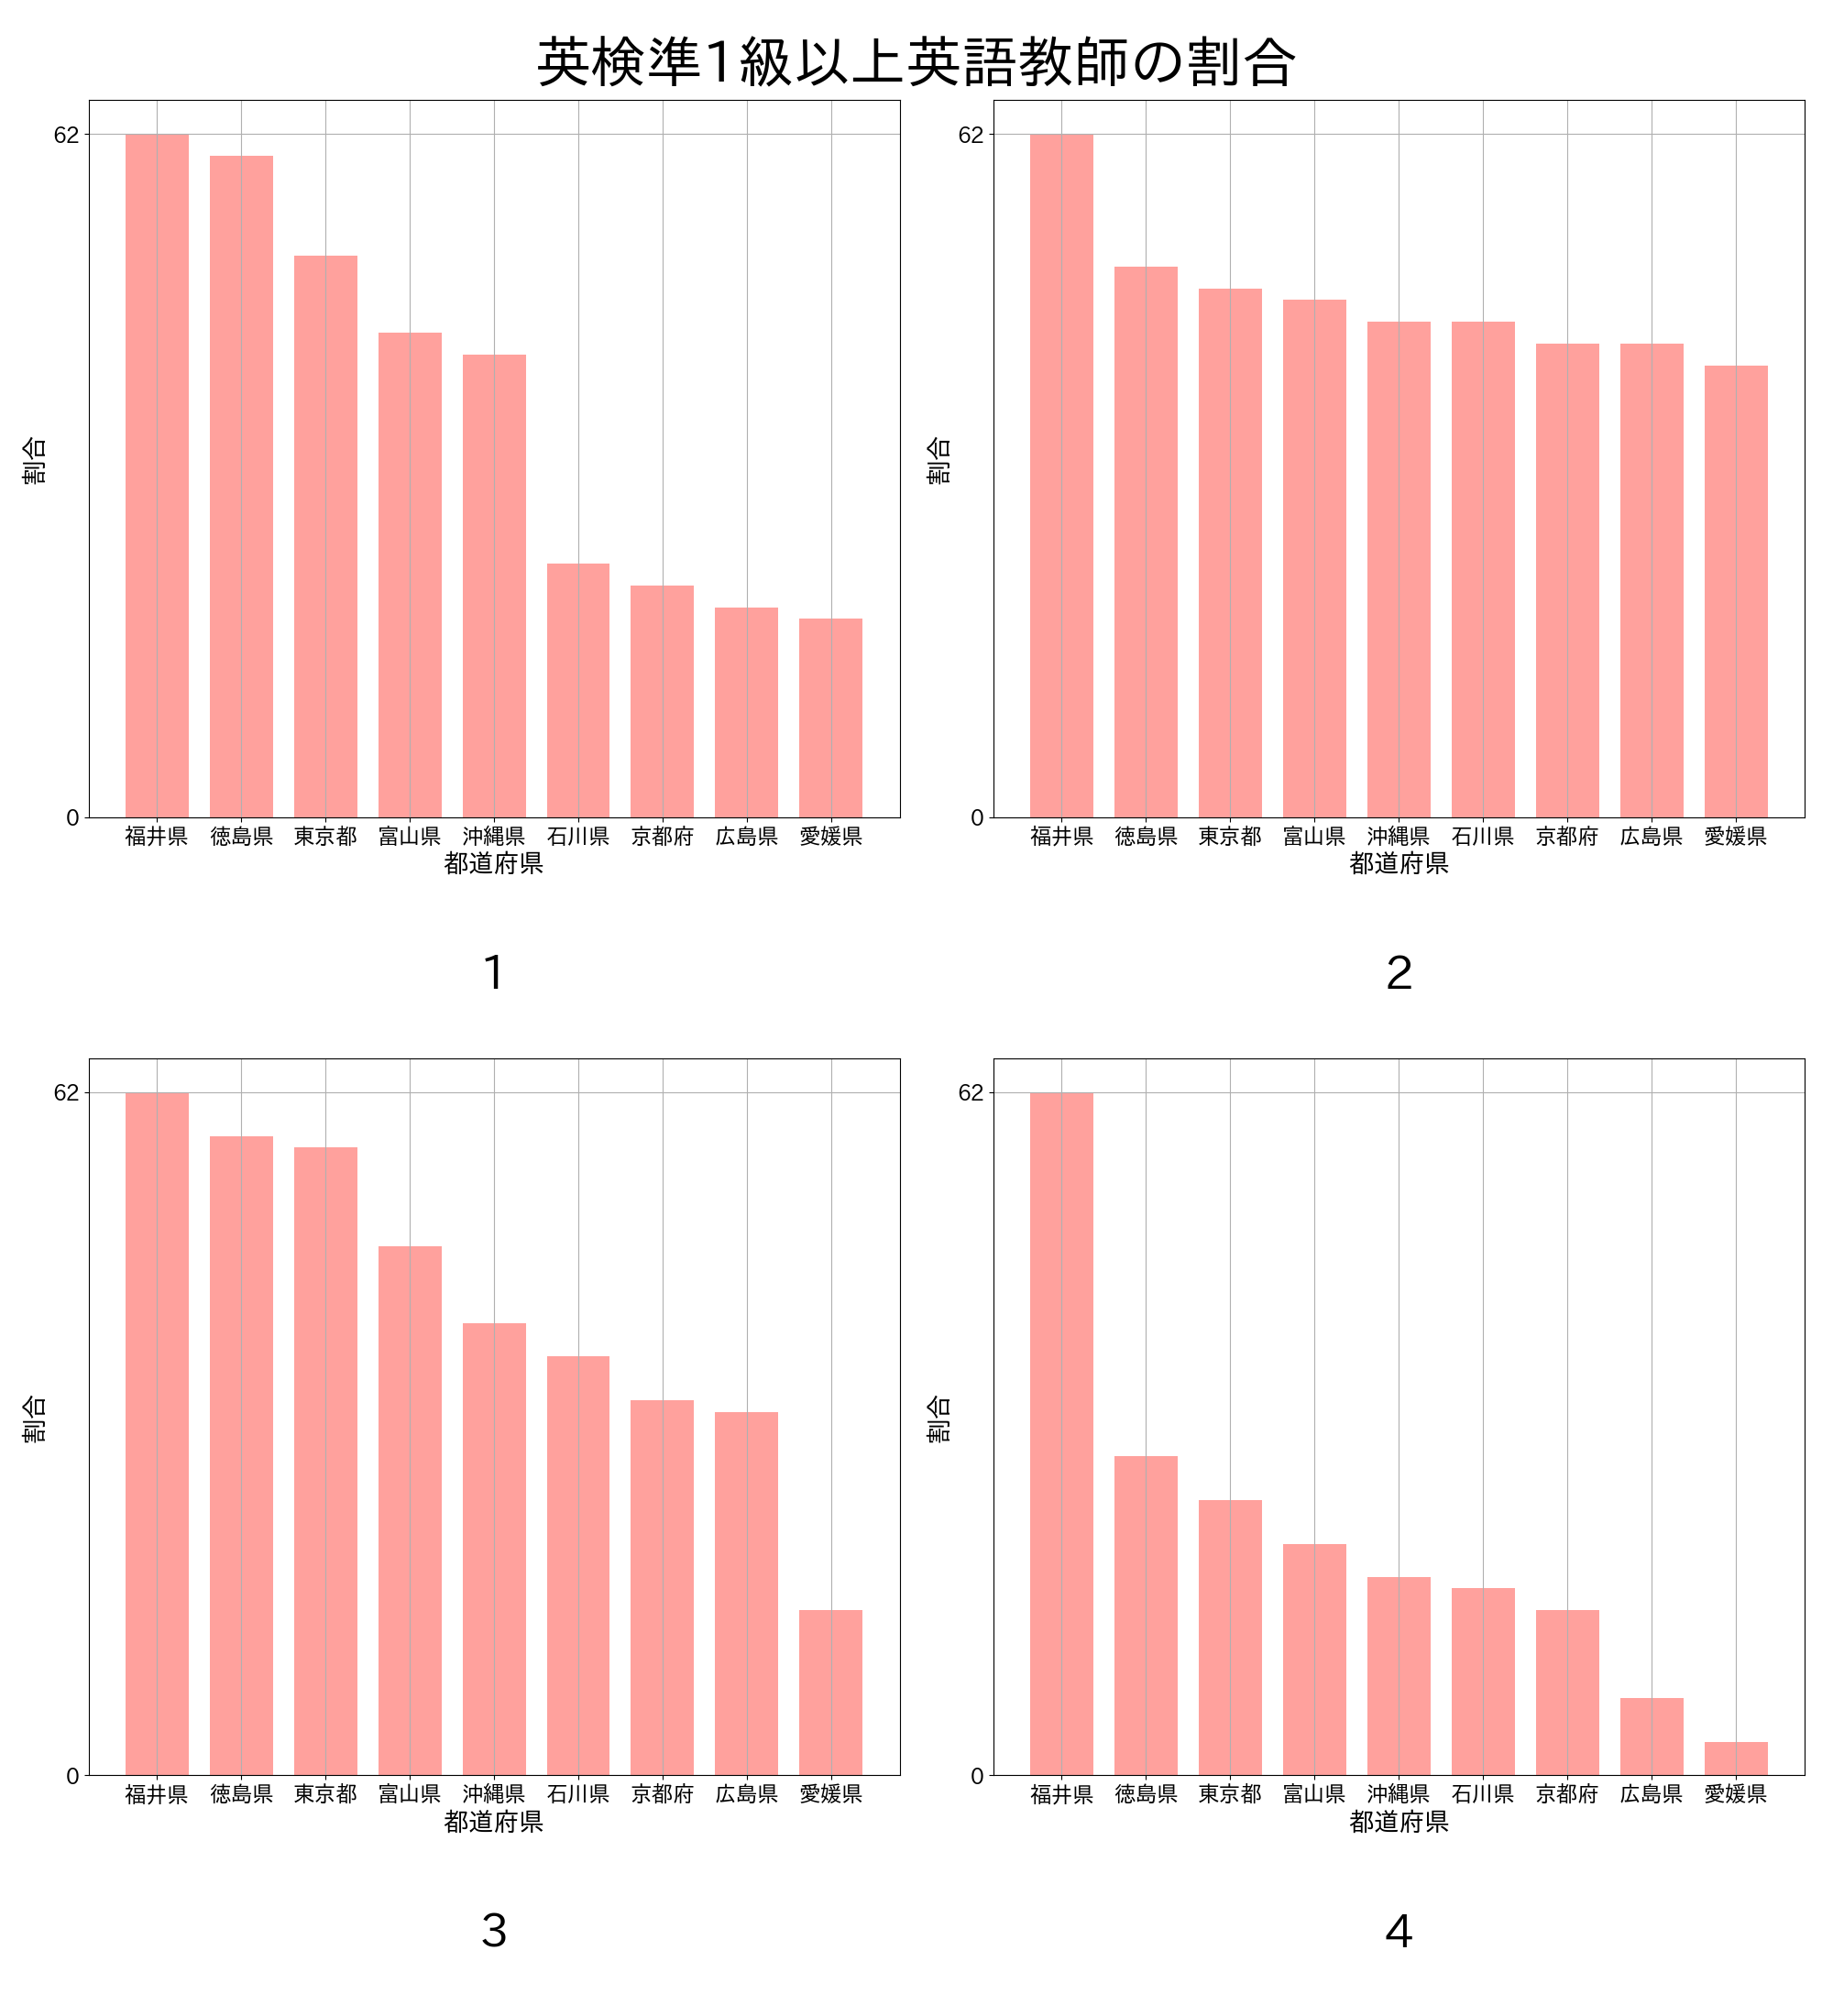 英検準1級以上英語教師の割合
62
0
割合
福井県 徳島県 東京都 富山県 沖縄県 石川県 京都府 広島県 愛媛県
都道府県
1
62
0
割合
福井県 徳島県 東京都 富山県 沖縄県 石川県 京都府 広島県 愛媛県
都道府県
2
62
0
割合
福井県 徳島県 東京都 富山県 沖縄県 石川県 京都府 広島県 愛媛県
都道府県
3
62
0
割合
福井県 徳島県 東京都 富山県 沖縄県 石川県 京都府 広島県 愛媛県
都道府県
4